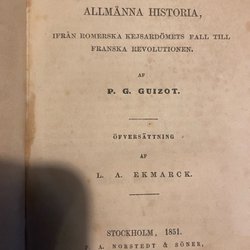 ALLMÄNNA HISTORIA,
IFRÅN ROMERSKA KEJSARDÖMETS FALL TILL
FRANSKA REVOLUTIONEN.
AF
P. G. GUIZOT.
ÖFVERSÄTTNING
AF
L. A. EKMARCK.
STOCKHOLM, 1851.
A. NORSTEDT & SÖNER,